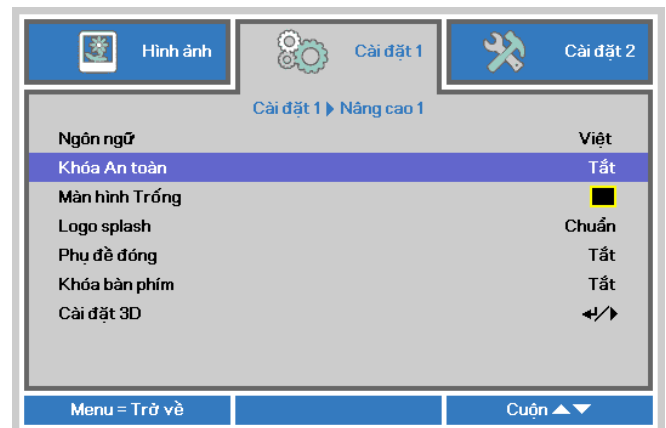 Hình ảnh Cài đặt 1 Cài đặt 2
Cài đặt 1 Nâng cao 1
Ngôn ngữ Việt
Khóa An toàn Tắt
Màn hình Trống
Logo splash Chuẩn
Phụ đề đóng Tắt
Khóa bàn phím Tắt
Cài đặt 3D
Menu = Trở về Cuộn